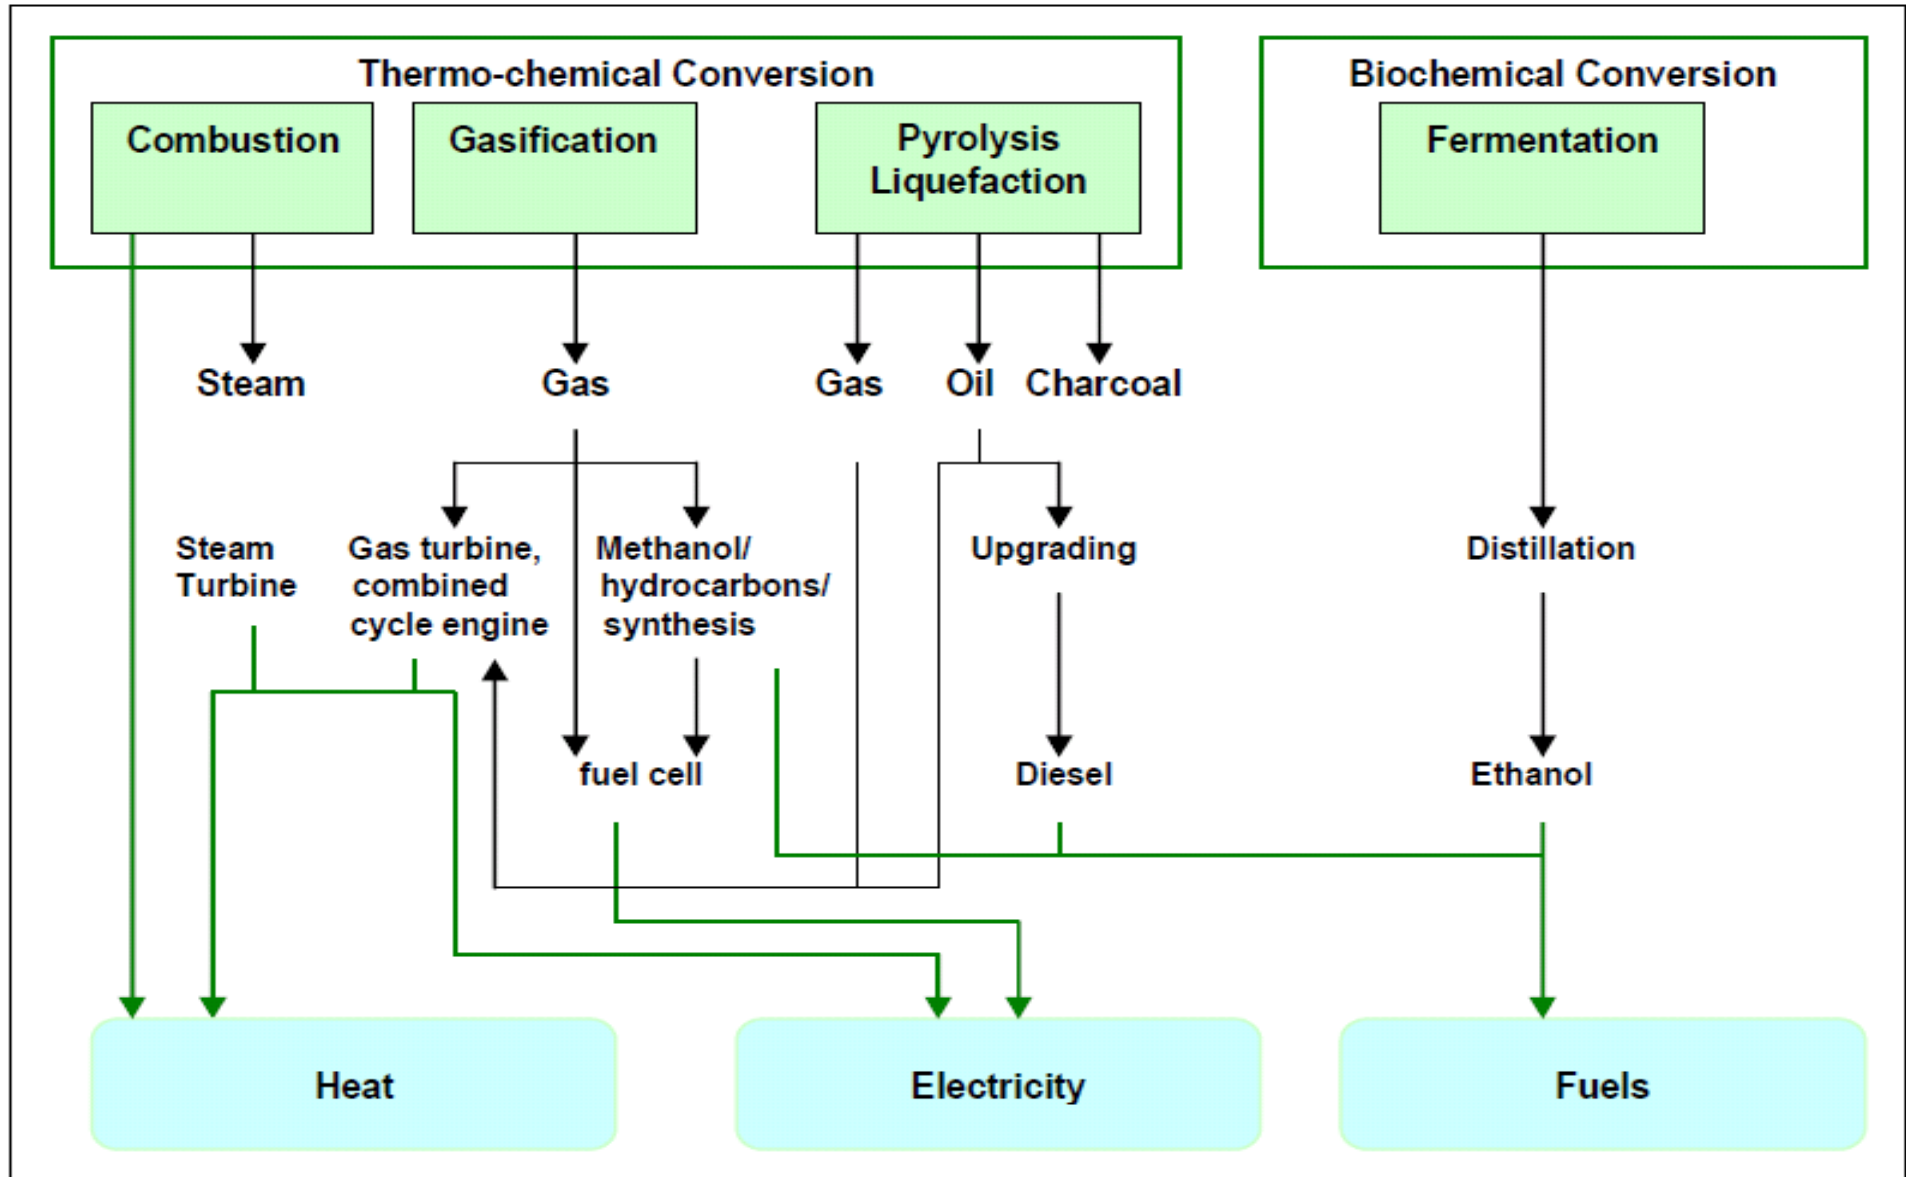 Thermo-chemical Conversion
Combustion
Gasification
Pyrolysis
Liquefaction
Biochemical Conversion
Fermentation
Steam
Gas
Gas
Oil
Charcoal
Steam
Turbine
Gas turbine,
combined
cycle engine
Methanol/
hydrocarbons/
synthesis
Upgrading
Distillation
fuel cell
Diesel
Ethanol
Heat
Electricity
Fuels